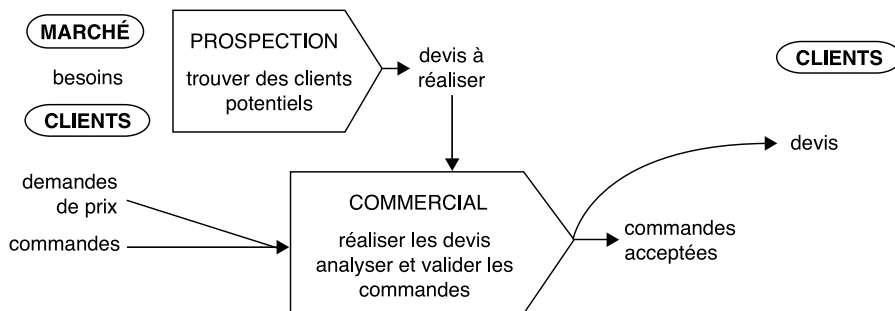 MARCHÉ
besoins
CLIENTS
PROSPECTION
trouver des clients
potentiels
devis à
réaliser
CLIENTS
devis
demandes
de prix
commandes
COMMERCIAL
réaliser les devis
analyser et valider les
commandes
commandes
acceptées